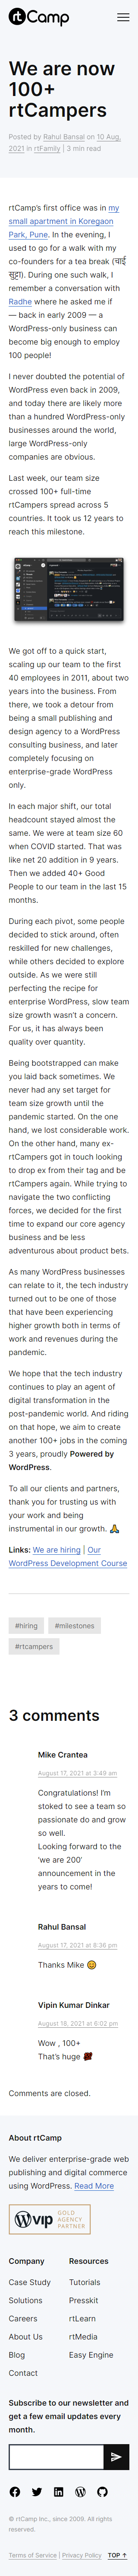 rtCamp
We are now
100+
rtCampers
Posted by Rahul Bansal on 10 Aug,
2021 in rtFamily | 3 min read
rtCamp's first office was in my
small apartment in Koregaon
Park, Pune. In the evening, I
used to go for a walk with my
co-founders for a tea break (चाई
सुट्टा). During one such walk, I
remember a conversation with
Radhe where he asked me if
— back in early 2009 — a
WordPress-only business can
become big enough to employ
100 people!
I never doubted the potential of
WordPress even back in 2009,
and today there are likely more
than a hundred WordPress-only
businesses around the world,
large WordPress-only
companies are obvious.
Last week, our team size
crossed 100+ full-time
rtCampers spread across 5
countries. It took us 12 years to
reach this milestone.
We got off to a quick start,
scaling up our team to the first
40 employees in 2011, about two
years into the business. From
there, we took a detour from
being a small publishing and
design agency to a WordPress
consulting business, and later
completely focusing on
enterprise-grade WordPress
only.
In each major shift, our total
headcount stayed almost the
same. We were at team size 60
when COVID started. That was
like net 20 addition in 9 years.
Then we added 40+ Good
People to our team in the last 15
months.
During each pivot, some people
decided to stick around, often
reskilled for new challenges,
while others decided to explore
outside. As we were still
perfecting the recipe for
enterprise WordPress, slow team
size growth wasn't a concern.
For us, it has always been
quality over quantity.
Being bootstrapped can make
you laid back sometimes. We
never had any set target for
team size growth until the
pandemic started. On the one
hand, we lost considerable work.
On the other hand, many ex-
rtCampers got in touch looking
to drop ex from their tag and be
rtCampers again. While trying to
navigate the two conflicting
forces, we decided for the first
time to expand our core agency
business and be less
adventurous about product bets.
As many WordPress businesses
can relate to it, the tech industry
turned out to be one of those
that have been experiencing
higher growth both in terms of
work and revenues during the
pandemic.
We hope that the tech industry
continues to play an agent of
digital transformation in the
post-pandemic world. And riding
on that hope, we aim to create
another 100+ jobs in the coming
3 years, proudly Powered by
WordPress.
To all our clients and partners,
thank you for trusting us with
your work and being
instrumental in our growth. 🙏
Links: We are hiring | Our
WordPress Development Course
#hiring #milestones
#rtcampers
3 comments
Mike Crantea
August 17, 2021 at 3:49 am
Congratulations! I'm
stoked to see a team so
passionate do and grow
so well.
Looking forward to the
'we are 200'
announcement in the
years to come!
Rahul Bansal
August 17, 2021 at 8:36 pm
Thanks Mike 😊
Vipin Kumar Dinkar
August 18, 2021 at 6:02 pm
Wow , 100+
That's huge
Comments are closed.
About rtCamp
We deliver enterprise-grade web
publishing and digital commerce
using WordPress. Read More
vip GOLD
AGENCY
PARTNER
Company Resources
Case Study Tutorials
Solutions Presskit
Careers rtLearn
About Us rtMedia
Blog Easy Engine
Contact
Subscribe to our newsletter and
get a few email updates every
month.
© rtCamp Inc., since 2009. All rights
reserved.
Terms of Service | Privacy Policy TOP ↑